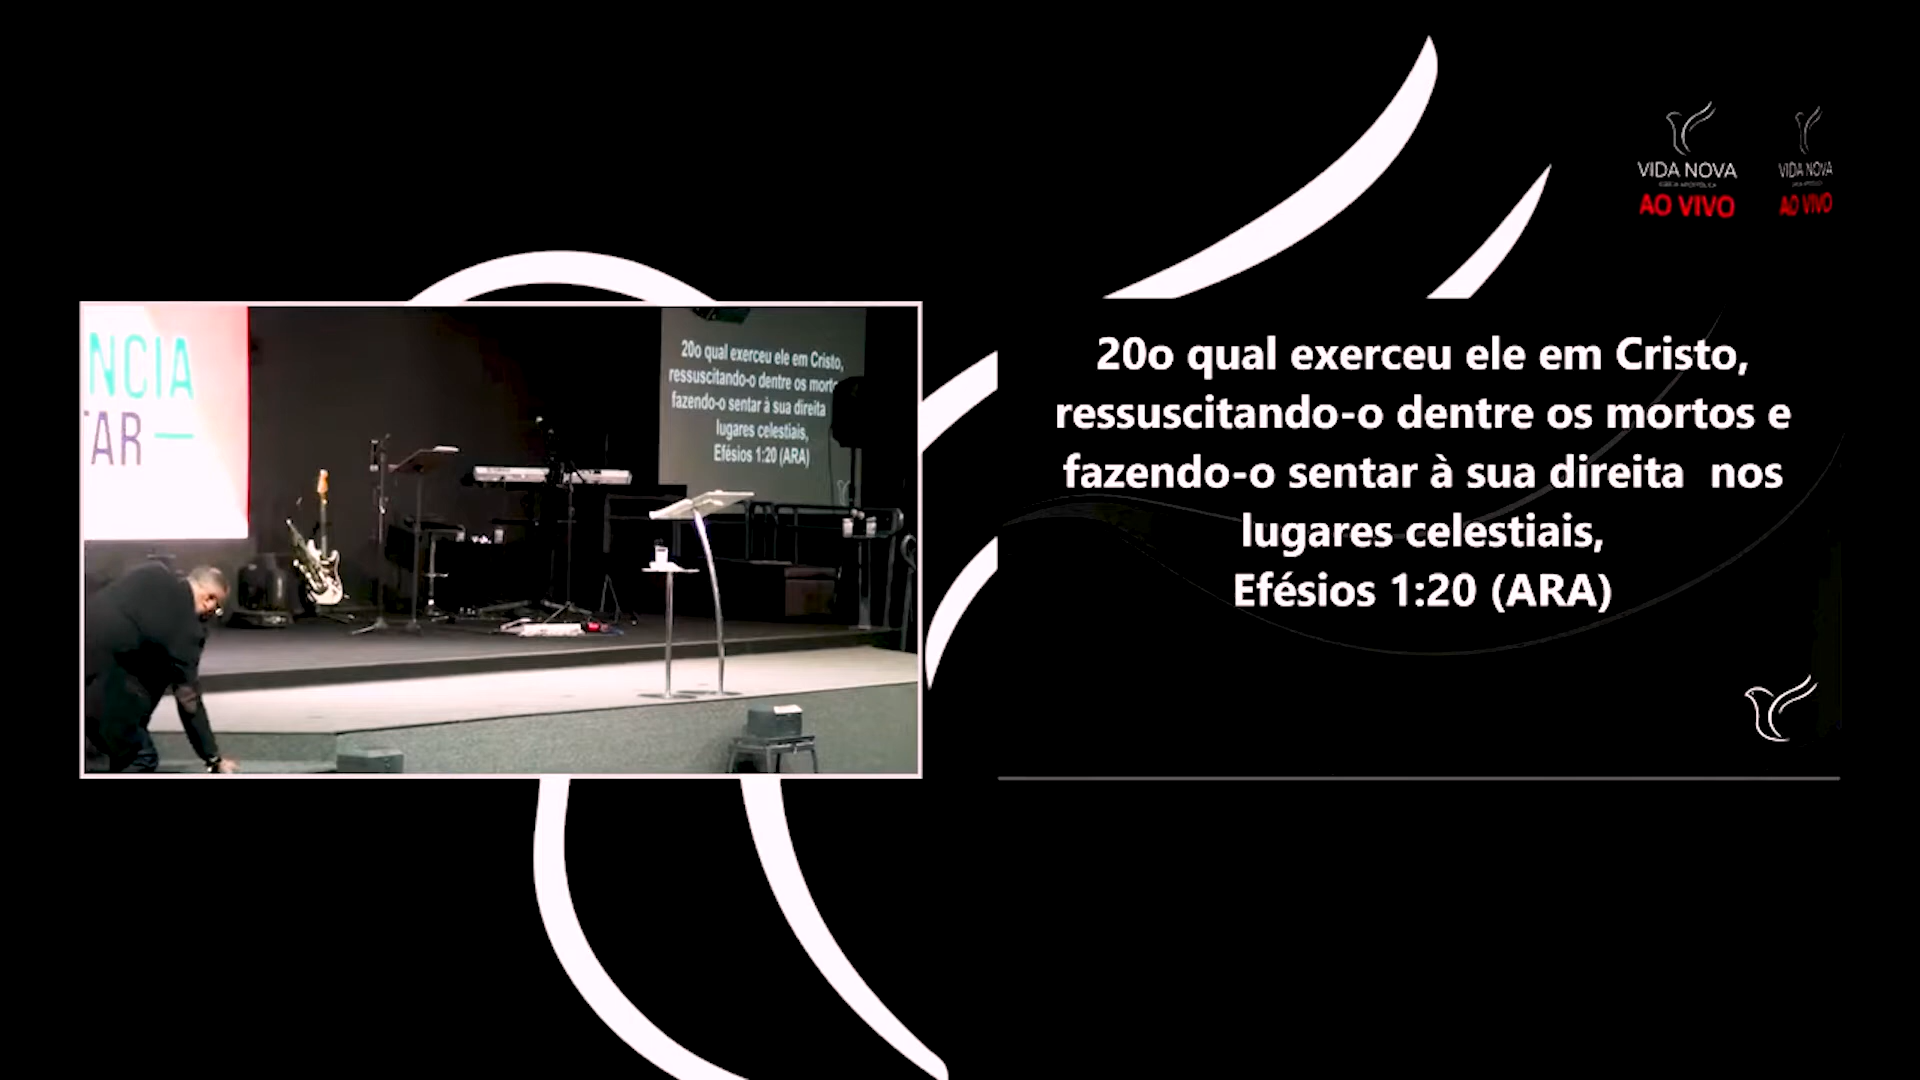 VIDA NOVA
AO VIVO
VIDA NOVA
AO VIVO
NCIA
TAR
20o qual exerceu ele em Cristo,
ressuscitando-o dentre os
fazendo-o sentar à sua direita
lugares celestiais,
Efésios 1:20 (ARA)
20o qual exerceu ele em Cristo,
ressuscitando-o dentre os mortos e
fazendo-o sentar à sua direita nos
lugares celestiais,
Efésios 1:20 (ARA)